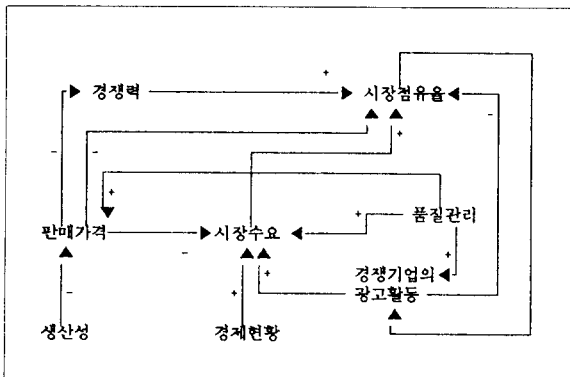 +
경쟁력
시장점유율
- - + -
+
품질관리
+
판매가격
시장수요
-
+
경쟁기업의
광고활동
- + +
생산성
경제현황